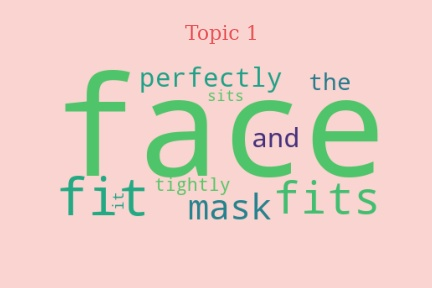 Topic 1
perfectly the
sits
face
and
fit it tightly mask fits